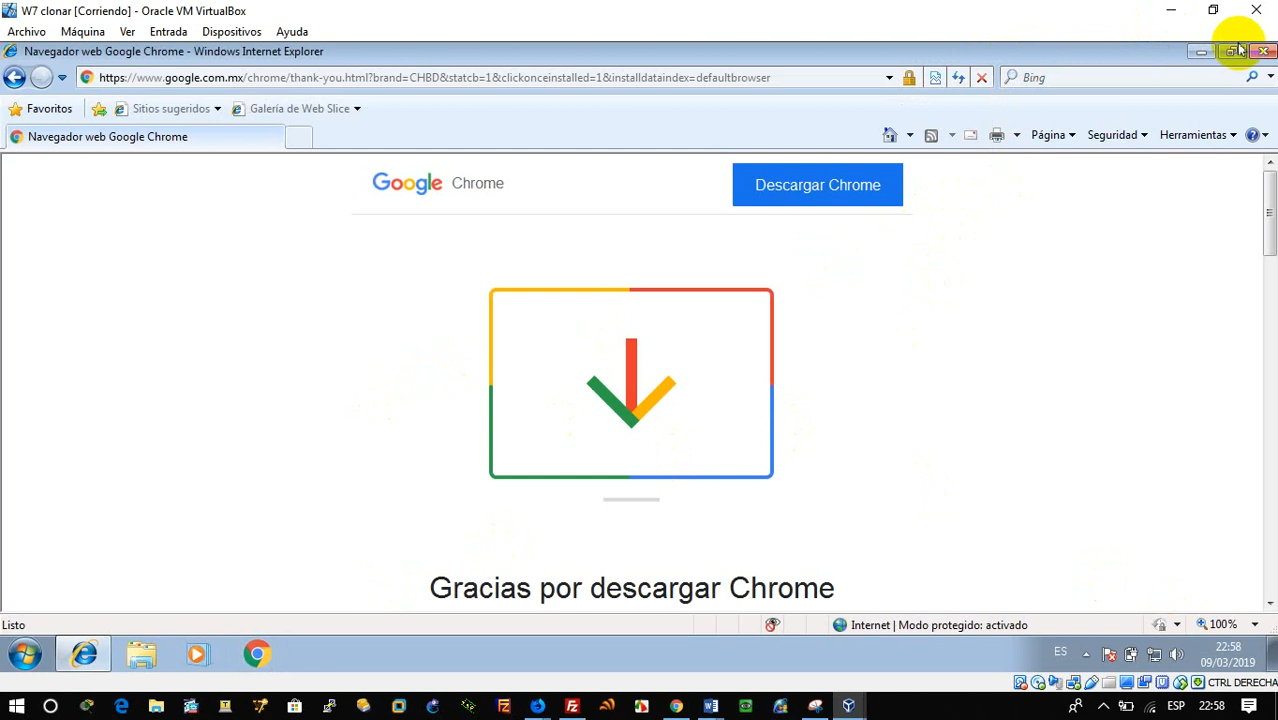 W7 clonar [Corriendo] - Oracle VM VirtualBox
Archivo Máquina Ver Entrada Dispositivos Ayuda
Navegador web Google Chrome - Windows Internet Explorer
https://www.google.com.mx/chrome/thank-you.html?brand=CHBD&statcb=1&clickonceinstalled=1&installdataindex=defaultbrowser
Bing
Favoritos Sitios sugeridos Galería de Web Slice
Navegador web Google Chrome
Página Seguridad Herramientas
Google Chrome
Descargar Chrome
Gracias por descargar Chrome
Listo
Internet | Modo protegido: activado
100%
ES
22:58
09/03/2019
CTRL DERECHA
ESP
22:58